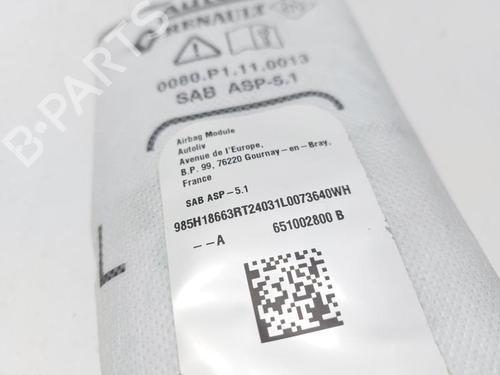 RENAULT
0080.P1.11.0013
SAB ASP-5.1
Airbag Module
Autoliv
Avenue de l'Europe,
B.P. 99, 76220 Gournay-en-Bray,
France
SAB ASP-5.1
985H18663RT24031L0073640WH
--A 651002800 B
L
B-PARTS